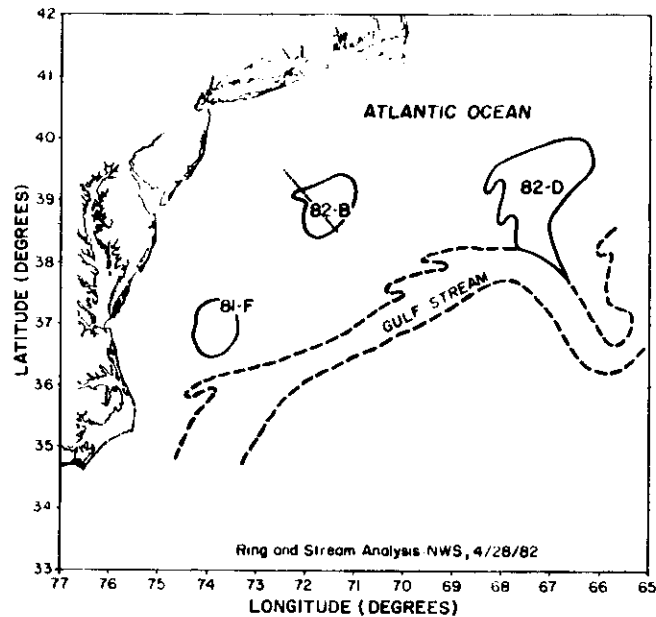 42
41
40
39
38
37
36
35
34
33
LATITUDE (DEGREES)
ATLANTIC OCEAN
82-D
82-B
81-F
GULF STREAM
Ring and Stream Analysis-NWS, 4/28/82
77 76 75 74 73 72 71 70 69 68 67 66 65
LONGITUDE (DEGREES)